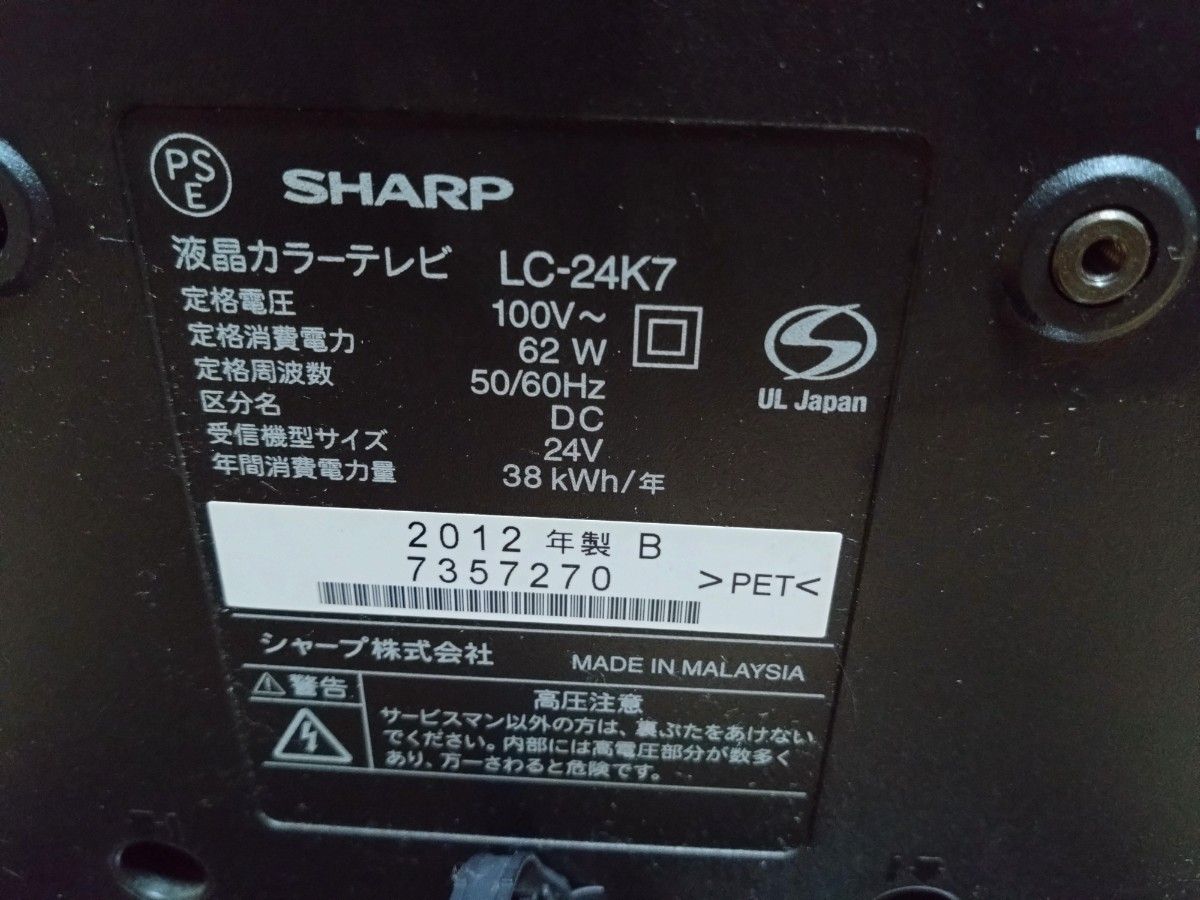 PS
E
SHARP
液晶カラーテレビ LC-24K7
定格電圧 100V~
定格消費電力 62 W
定格周波数 50/60Hz
区分名 DC
受信機型サイズ 24V
年間消費電力量 38 kWh/年
UL Japan
2012 年製 B
7357270 >PET<
シャープ株式会社 MADE IN MALAYSIA
警告
高圧注意
サービスマン以外の方は、裏ぶたをあけない
でください。内部には高電圧部分が数多く
あり、万一さわると危険です。